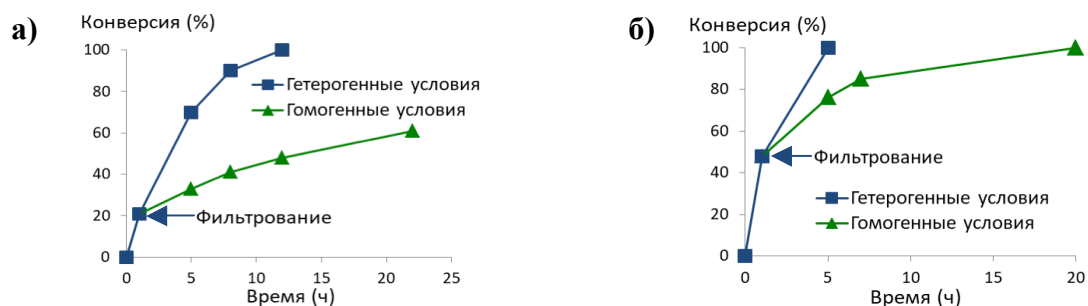 а)
Конверсия (%)
100
80
60
40
20
0
Гетерогенные условия
Гомогенные условия
Фильтрование
0 5 10 15 20 25
Время (ч)
б)
Конверсия (%)
100
80
60
40
20
0
Фильтрование
Гетерогенные условия
Гомогенные условия
0 5 10 15 20
Время (ч)